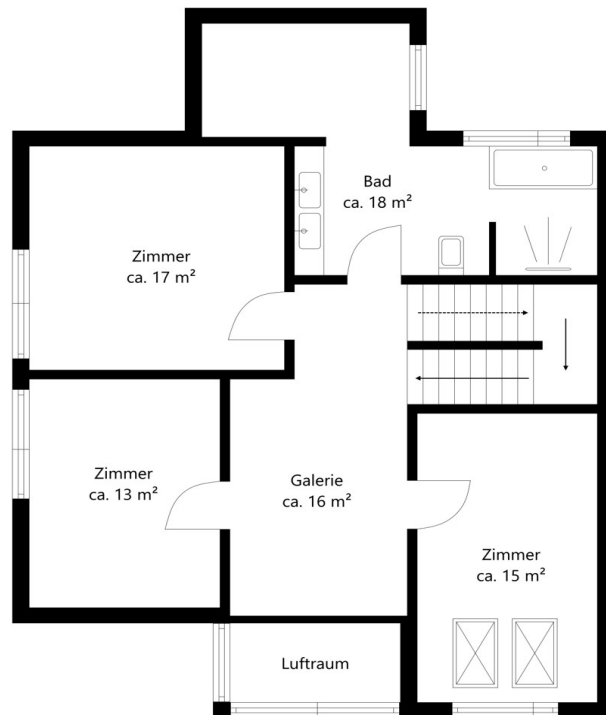 Bad
ca. 18 m²
Zimmer
ca. 17 m²
Zimmer
ca. 13 m²
Galerie
ca. 16 m²
Zimmer
ca. 15 m²
Luftraum